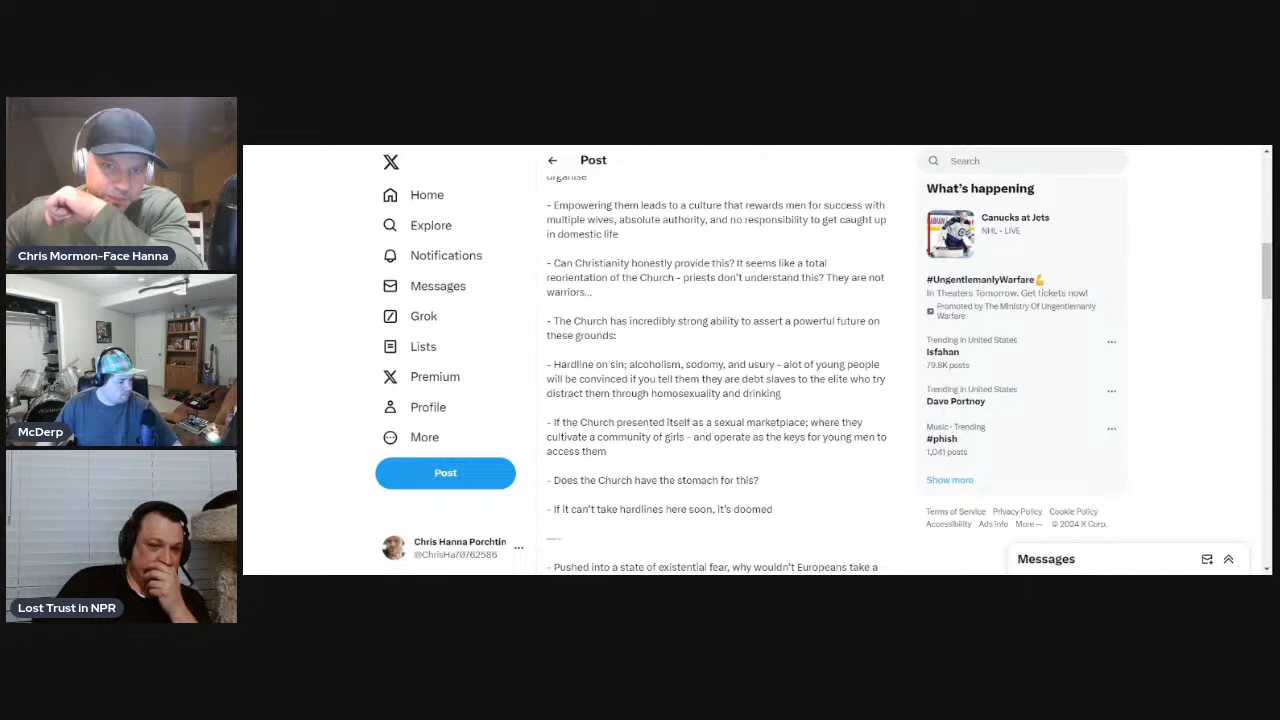 Chris Mormon-Face Hanna
McDerp
Lost Trust in NPR
Home
Explore
Notifications
Messages
Grok
Lists
Premium
Profile
More
Post
Chris Hanna Porchtin
@ChrisHa70762586
Post
organise
- Empowering them leads to a culture that rewards men for success with
multiple wives, absolute authority, and no responsibility to get caught up
in domestic life
- Can Christianity honestly provide this? It seems like a total
reorientation of the Church - priests don't understand this? They are not
warriors...
- The Church has incredibly strong ability to assert a powerful future on
these grounds:
- Hardline on sin; alcoholism, sodomy, and usury - alot of young people
will be convinced if you tell them they are debt slaves to the elite who try
distract them through homosexuality and drinking
- If the Church presented itself as a sexual marketplace; where they
cultivate a community of girls - and operate as the keys for young men to
access them
- Does the Church have the stomach for this?
- If it can't take hardlines here soon, it's doomed
- Pushed into a state of existential fear, why wouldn't Europeans take a
Search
What's happening
Canucks at Jets
NHL · LIVE
#UngentlemanlyWarfare💪
In Theaters Tomorrow. Get tickets now!
Promoted by The Ministry Of Ungentlemanly
Warfare
Trending in United States
Isfahan
79.8K posts
Trending in United States
Dave Portnoy
Music · Trending
#phish
1,041 posts
Show more
Terms of Service Privacy Policy Cookie Policy
Accessibility Ads info More ··· © 2024 X Corp.
Messages